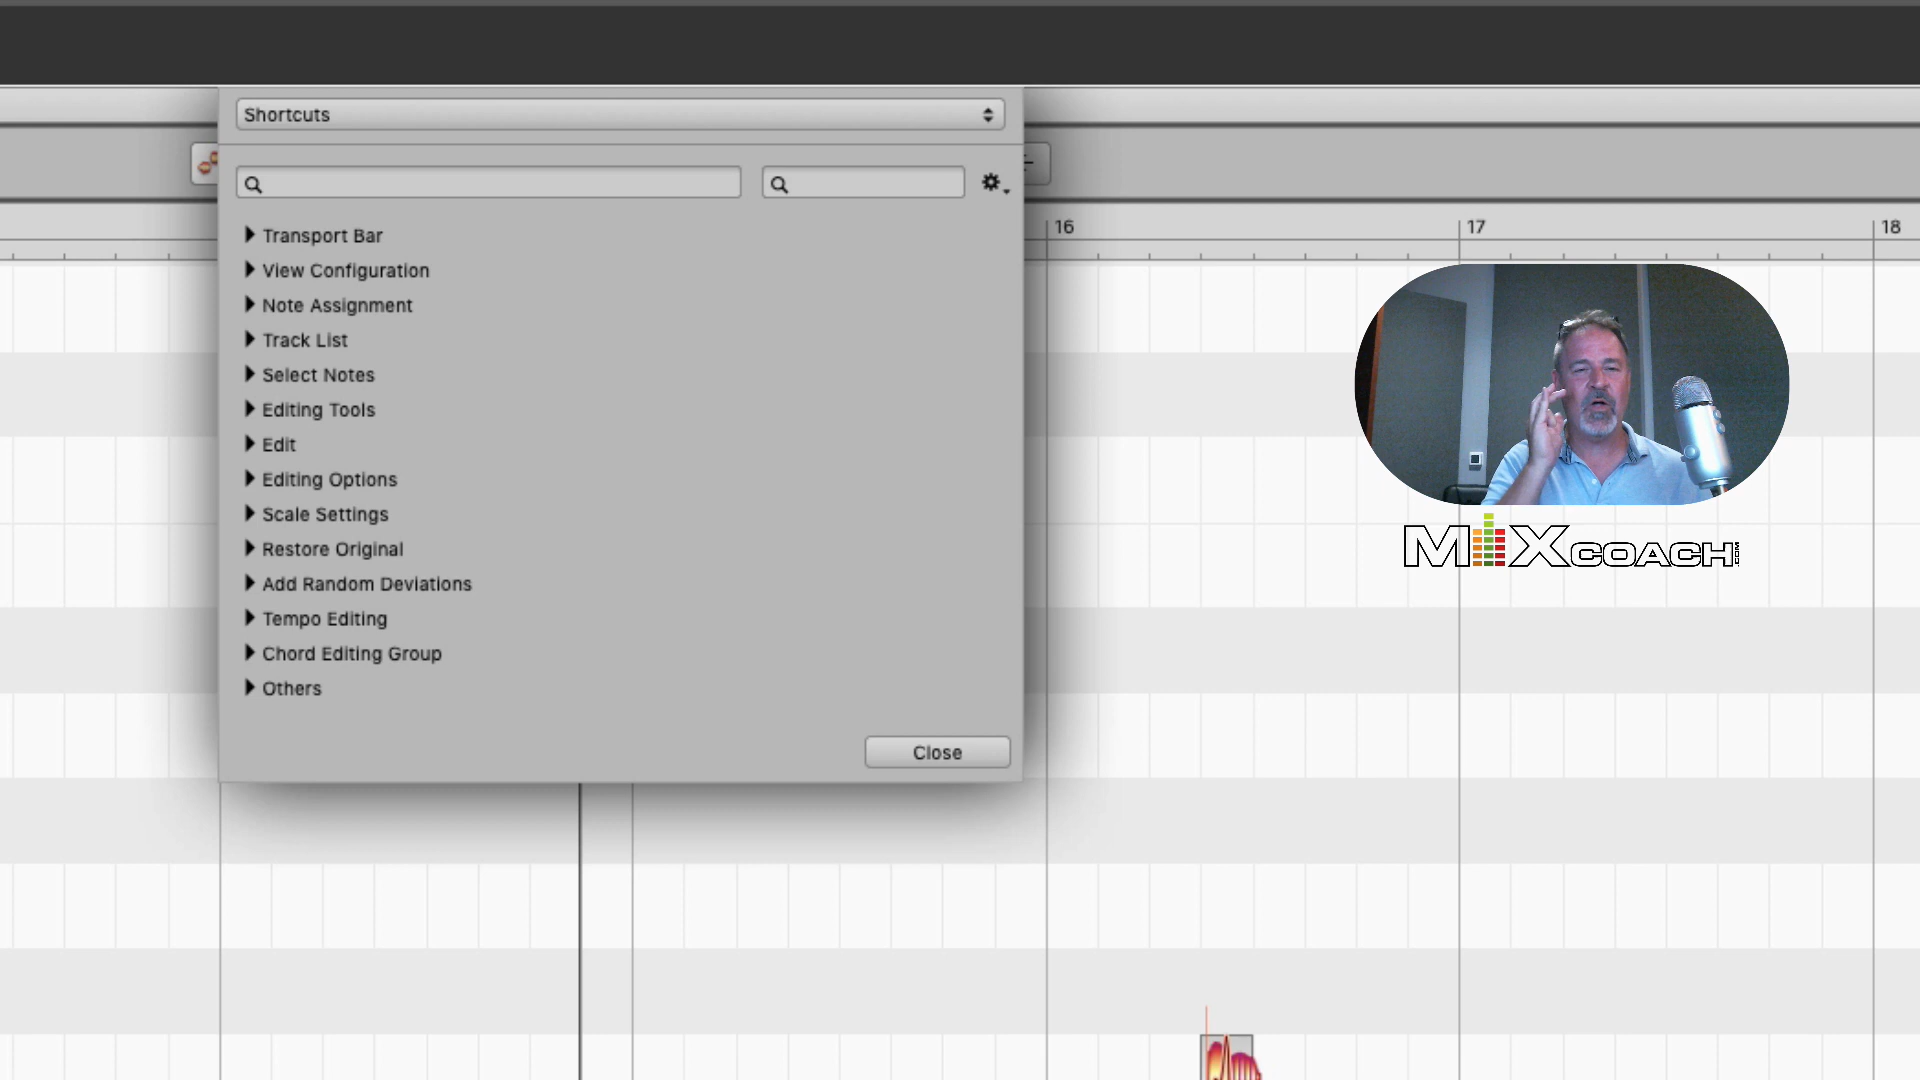 Shortcuts
16
17
18
Transport Bar
View Configuration
Note Assignment
Track List
Select Notes
Editing Tools
Edit
Editing Options
Scale Settings
Restore Original
Add Random Deviations
Tempo Editing
Chord Editing Group
Others
Close
MIXCOACH.com